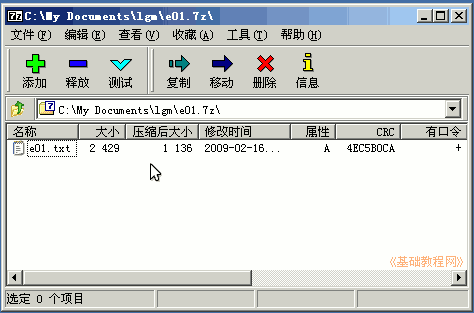 C:\My Documents\lgm\e01.7z\
文件(F) 编辑(E) 查看(V) 收藏(A) 工具(T) 帮助(H)
添加 释放 测试 复制 移动 删除 信息
C:\My Documents\lgm\e01.7z\
名称 大小 压缩后大小 修改时间 属性 CRC 有口令
e01.txt 2 429 1 136 2009-02-16... A 4EC5B0CA +
《基础教程网》
选定 0 个项目